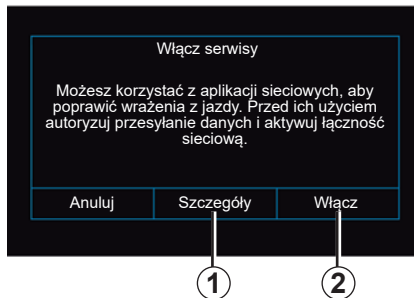 Włącz serwisy
Możesz korzystać z aplikacji sieciowych, aby
poprawić wrażenia z jazdy. Przed ich użyciem
autoryzuj przesyłanie danych i aktywuj łączność
sieciową.
Anuluj Szczegóły Włącz
1 2